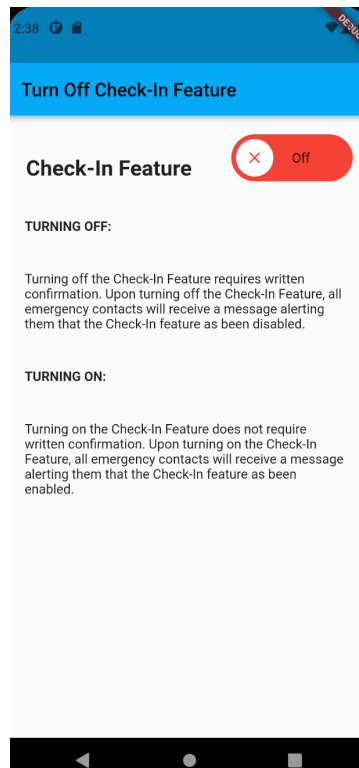 2:38
DEBUG
Turn Off Check-In Feature
Check-In Feature
Off
TURNING OFF:
Turning off the Check-In Feature requires written
confirmation. Upon turning off the Check-In Feature, all
emergency contacts will receive a message alerting
them that the Check-In feature as been disabled.
TURNING ON:
Turning on the Check-In Feature does not require
written confirmation. Upon turning on the Check-In
Feature, all emergency contacts will receive a message
alerting them that the Check-In feature as been
enabled.